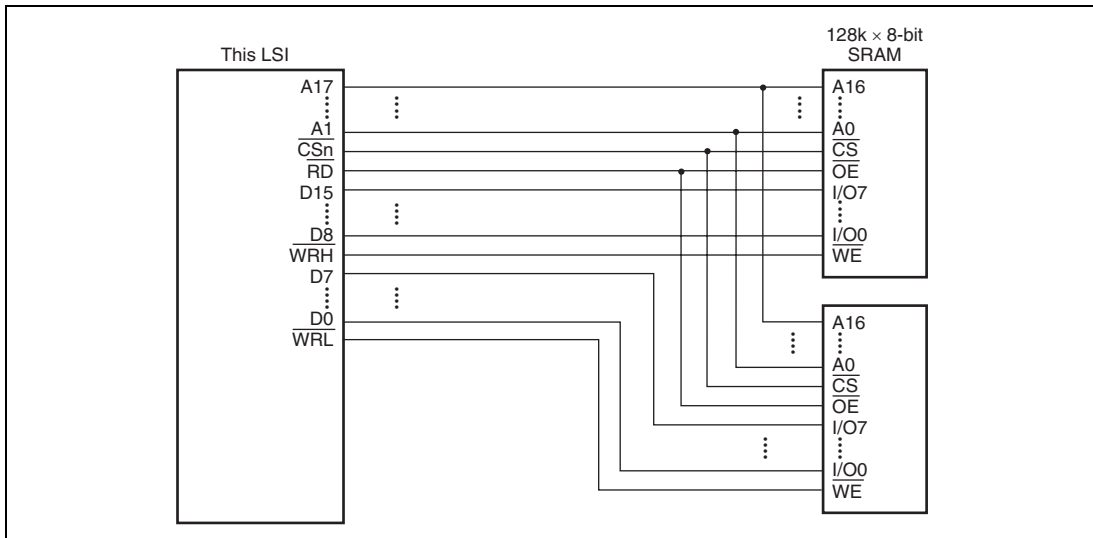 This LSI
A17
A1
CSn
RD
D15
D8
WRH
D7
D0
WRL
128k × 8-bit
SRAM
A16
A0
CS
OE
I/O7
I/O0
WE
A16
A0
CS
OE
I/O7
I/O0
WE